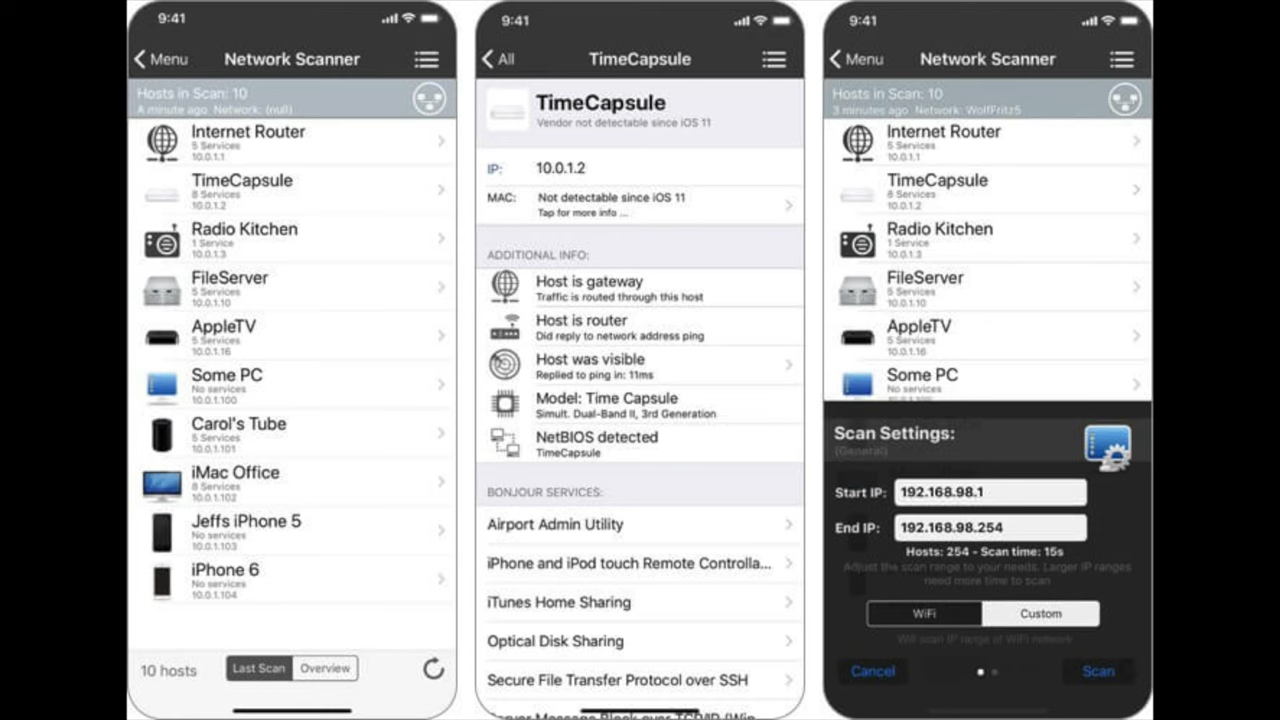 9:41
Menu
Network Scanner
Hosts in Scan: 10
A minute ago Network: (null)
Internet Router
5 Services
10.0.1.1
TimeCapsule
8 Services
10.0.1.2
Radio Kitchen
1 Service
10.0.1.3
FileServer
5 Services
10.0.1.10
AppleTV
5 Services
10.0.1.16
Some PC
No services
10.0.1.100
Carol's Tube
5 Services
10.0.1.101
iMac Office
8 Services
10.0.1.102
Jeffs iPhone 5
No services
10.0.1.103
iPhone 6
No services
10.0.1.104
10 hosts
Last Scan
Overview
9:41
All
TimeCapsule
TimeCapsule
Vendor not detectable since iOS 11
IP: 10.0.1.2
MAC: Not detectable since iOS 11
Tap for more info ...
ADDITIONAL INFO:
Host is gateway
Traffic is routed through this host
Host is router
Did reply to network address ping
Host was visible
Replied to ping in: 11ms
Model: Time Capsule
Simult. Dual-Band II, 3rd Generation
NetBIOS detected
TimeCapsule
BONJOUR SERVICES:
Airport Admin Utility
iPhone and iPod touch Remote Controlla...
iTunes Home Sharing
Optical Disk Sharing
Secure File Transfer Protocol over SSH
Server Message Block over TCP/IP (Win
9:41
Menu
Network Scanner
Hosts in Scan: 10
3 minutes ago Network: WolfFritz5
Internet Router
5 Services
10.0.1.1
TimeCapsule
8 Services
10.0.1.2
Radio Kitchen
1 Service
10.0.1.3
FileServer
5 Services
10.0.1.10
AppleTV
5 Services
10.0.1.16
Some PC
No services
Scan Settings:
(General)
Start IP: 192.168.98.1
End IP: 192.168.98.254
Hosts: 254 - Scan time: 15s
Adjust the scan range to your needs. Larger IP ranges
need more time to scan
WiFi
Custom
Will scan IP range of WiFi network
Cancel
Scan